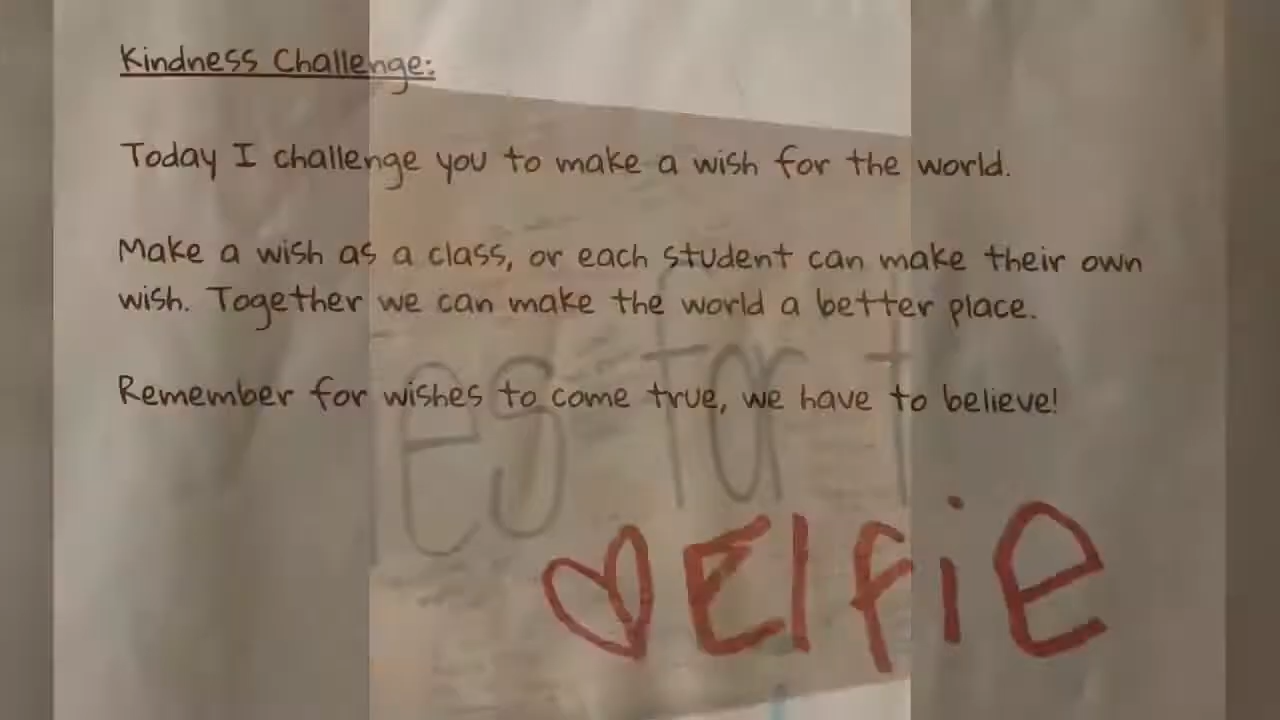 Kindness Challenge:
Today I challenge you to make a wish for the world.
Make a wish as a class, or each student can make their own
wish. Together we can make the world a better place.
Remember for wishes to come true, we have to believe!
es for t
Elfie